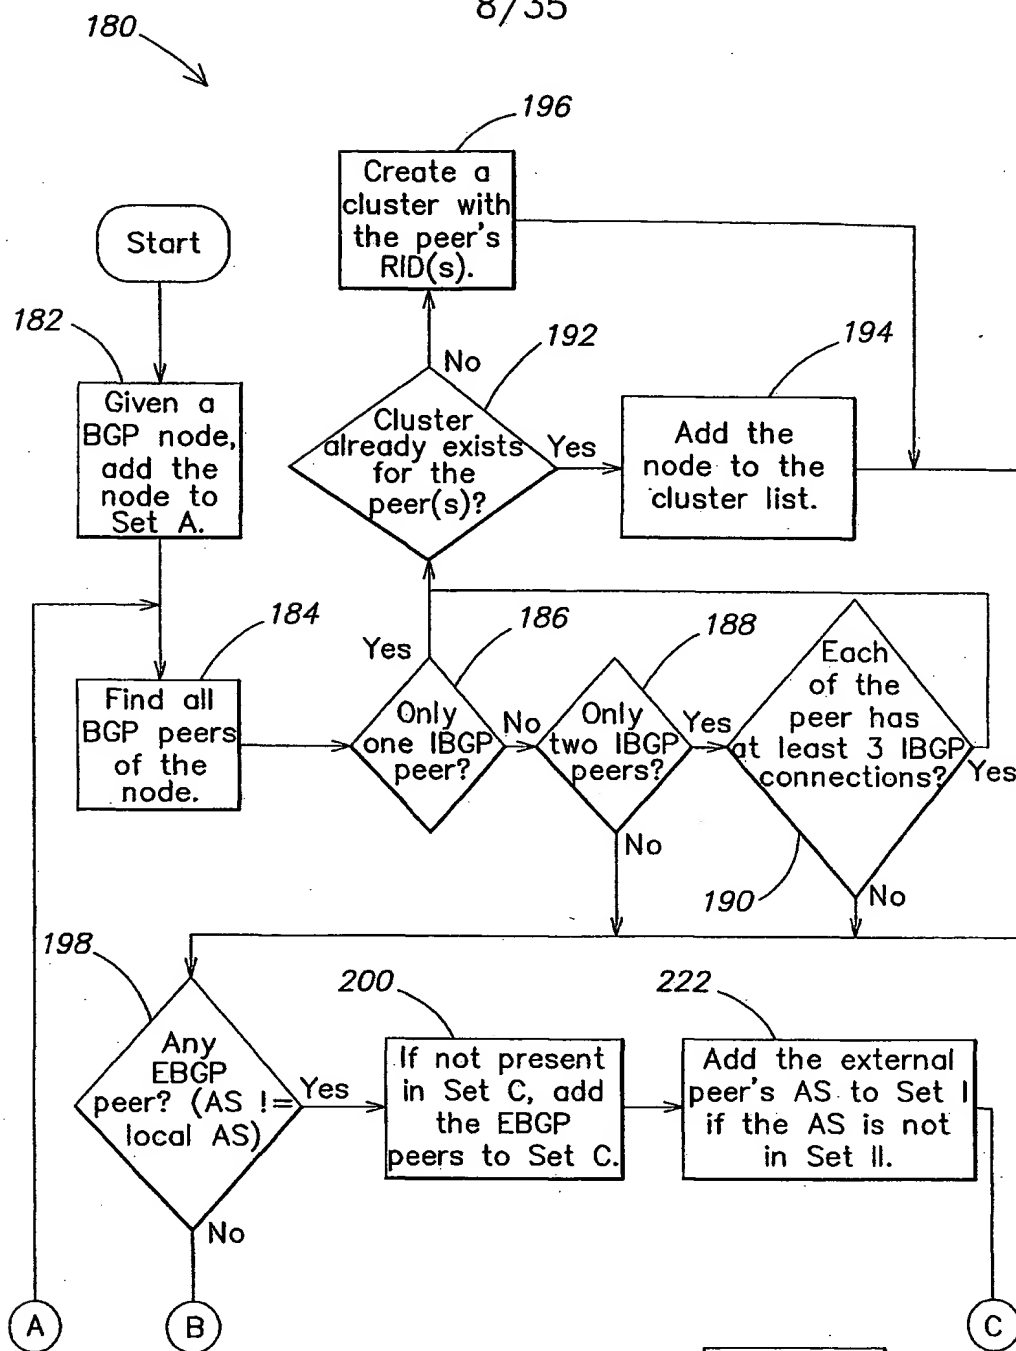 8/35
180
196
Create a
cluster with
the peer's
RID(s).
Start
182
192
194
No
Given a
BGP node,
add the
node to
Set A.
Cluster
already exists
for the
peer(s)?
Yes
Add the
node to the
cluster list.
184
186
188
Yes
Find all
BGP peers
of the
node.
Only
one IBGP
peer?
No
Only
two IBGP
peers?
Yes
Each
of the
peer has
at least 3 IBGP
connections?
Yes
No
190
No
198
200
222
Any
EBGP
peer? (AS !=
local AS)
Yes
If not present
in Set C, add
the EBGP
peers to Set C.
Add the external
peer's AS to Set I
if the AS is not
in Set II.
No
A
B
C